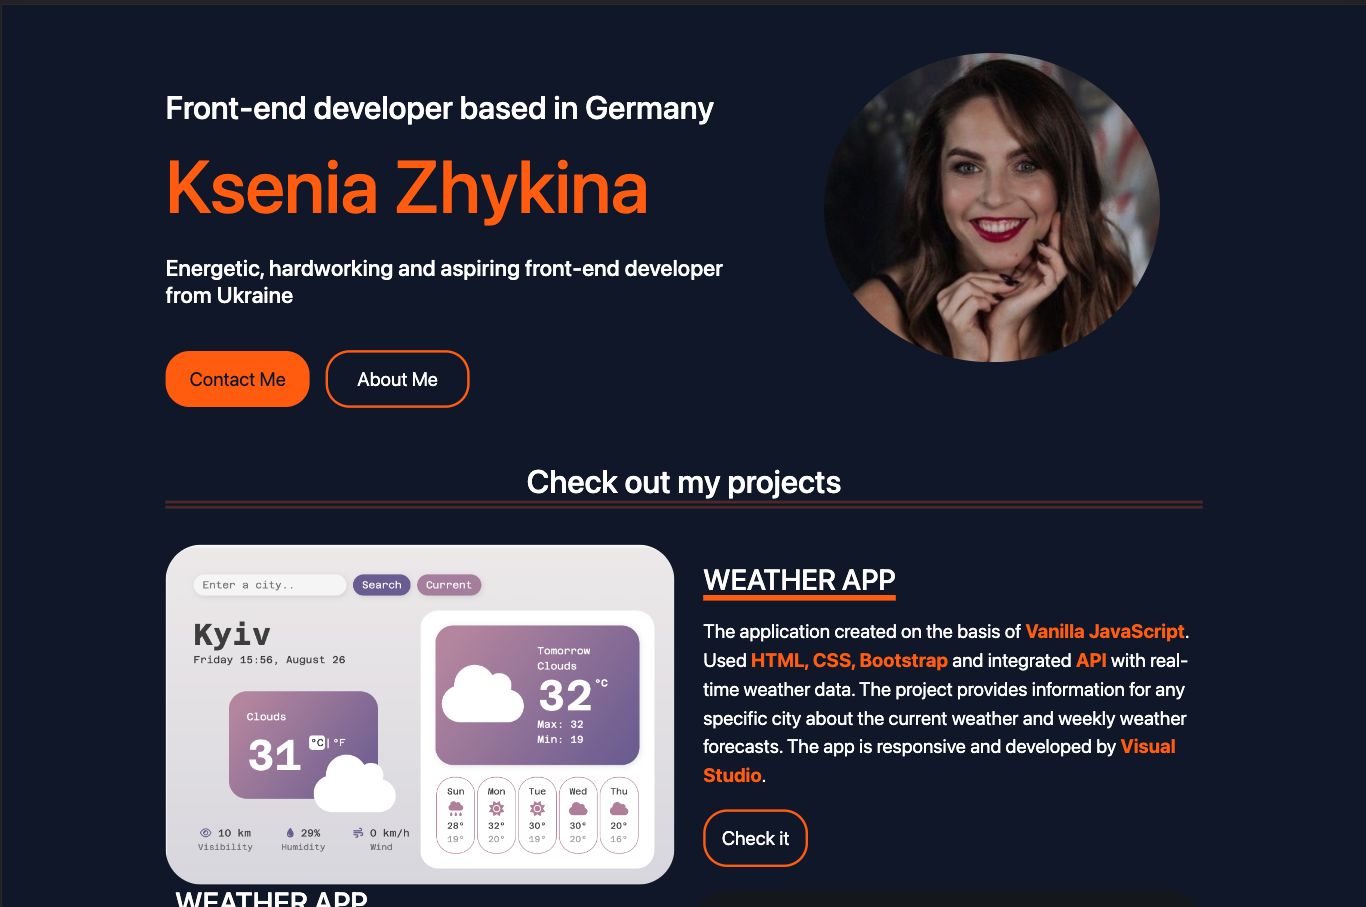 Front-end developer based in Germany
Ksenia Zhykina
Energetic, hardworking and aspiring front-end developer
from Ukraine
Contact Me
About Me
Check out my projects
Enter a city..
Search
Current
Kyiv
Friday 15:56, August 26
Clouds
31 °C| °F
10 km
Visibility
29%
Humidity
0 km/h
Wind
Tomorrow
Clouds
32 °C
Max: 32
Min: 19
Sun Mon Tue Wed Thu
28° 32° 30° 30° 20°
19° 20° 19° 20° 16°
WEATHER APP
The application created on the basis of Vanilla JavaScript.
Used HTML, CSS, Bootstrap and integrated API with real-
time weather data. The project provides information for any
specific city about the current weather and weekly weather
forecasts. The app is responsive and developed by Visual
Studio.
Check it
WEATHER APP